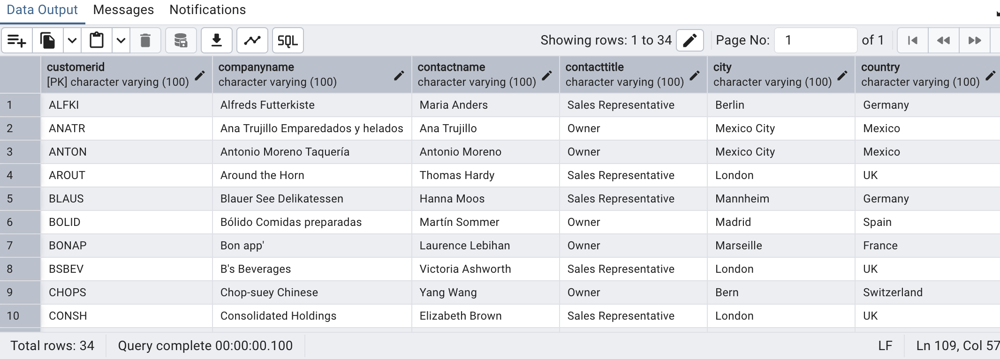 Data Output Messages Notifications
SQL Showing rows: 1 to 34 Page No: 1 of 1
customerid companyname contactname contacttitle city country
[PK] character varying (100) character varying (100) character varying (100) character varying (100) character varying (100) character varying (100)
1 ALFKI Alfreds Futterkiste Maria Anders Sales Representative Berlin Germany
2 ANATR Ana Trujillo Emparedados y helados Ana Trujillo Owner Mexico City Mexico
3 ANTON Antonio Moreno Taquería Antonio Moreno Owner Mexico City Mexico
4 AROUT Around the Horn Thomas Hardy Sales Representative London UK
5 BLAUS Blauer See Delikatessen Hanna Moos Sales Representative Mannheim Germany
6 BOLID Bólido Comidas preparadas Martín Sommer Owner Madrid Spain
7 BONAP Bon app' Laurence Lebihan Owner Marseille France
8 BSBEV B's Beverages Victoria Ashworth Sales Representative London UK
9 CHOPS Chop-suey Chinese Yang Wang Owner Bern Switzerland
10 CONSH Consolidated Holdings Elizabeth Brown Sales Representative London UK
Total rows: 34 Query complete 00:00:00.100 LF Ln 109, Col 57